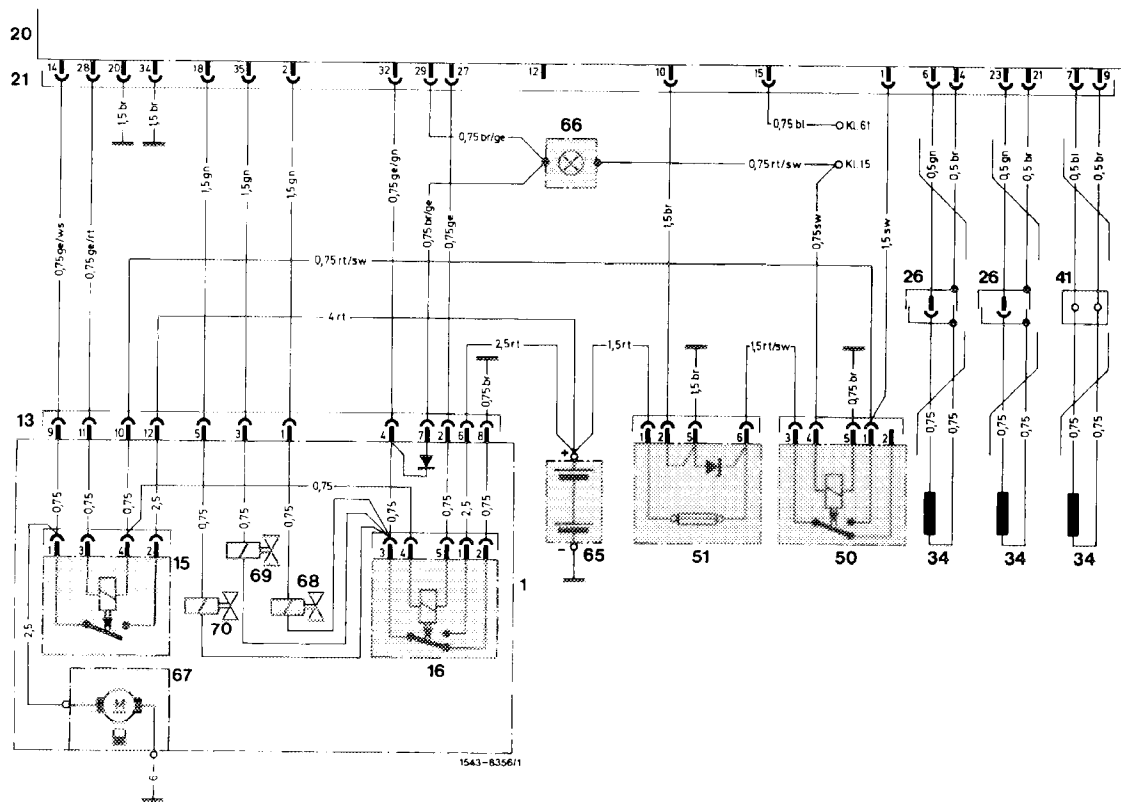 20
21
14 28 20 34 18 35 2 32 29 27 12 10 15 1 6 4 23 21 7 9
1,5 br
1,5 br
0,75 br/ge
66
0,75 bl
Kl.61
0,75 rt/sw
Kl.15
0,75 ge/ws
0,75 ge/rt
1,5 gn
1,5 gn
1,5 gn
0,75 ge/gn
0,75 br/ge
0,75 ge
1,5 br
0,75 sw
1,5 sw
0,5 gn
0,5 br
0,5 gn
0,5 br
0,5 bl
0,5 br
0,75 rt/sw
26
26
41
4 rt
2,5 rt
0,75 br
1,5 rt
1,5 br
1,5 rt/sw
0,75 br
13
9 11 10 12 5 3 1 4 7 2 6 8
1 2 5 6
3 4 5 1 2
0,75
0,75
0,75
2,5
0,75
0,75
0,75
0,75
0,75
0,75
2,5
0,75
0,75
0,75
0,75
0,75
0,75
0,75
+
−
65
51
50
34
34
34
1 3 4 2
15
3 4 5 1 2
69
68
70
1
16
2,5
67
M
6
1543-8356/1